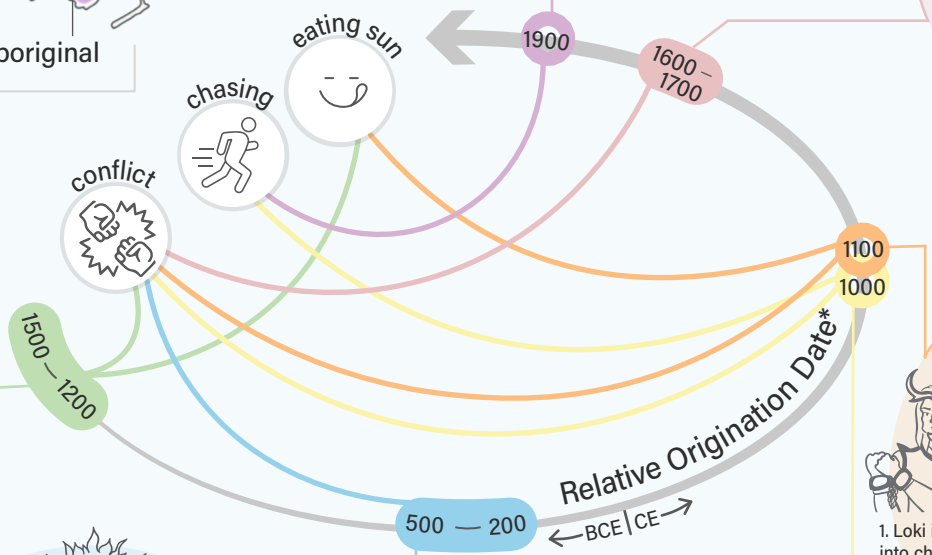 eating sun
1900
1600 –
1700
poriginal
chasing
conflict
1100
1000
1500 — 1200
Relative Origination Date*
500 — 200
BCE | CE
1. Loki i
into ch